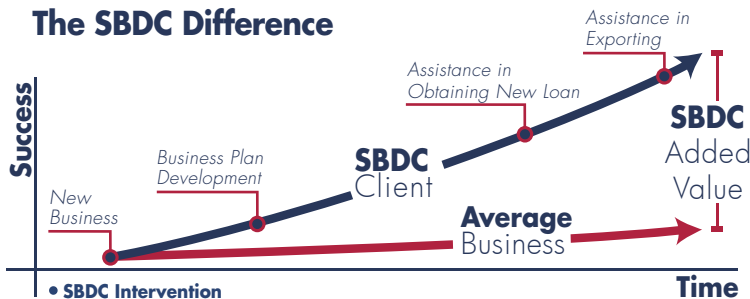 The SBDC Difference
Assistance in
Exporting
Assistance in
Obtaining New Loan
Success
SBDC
Added
Value
Business Plan
Development
SBDC
Client
New
Business
Average
Business
• SBDC Intervention
Time